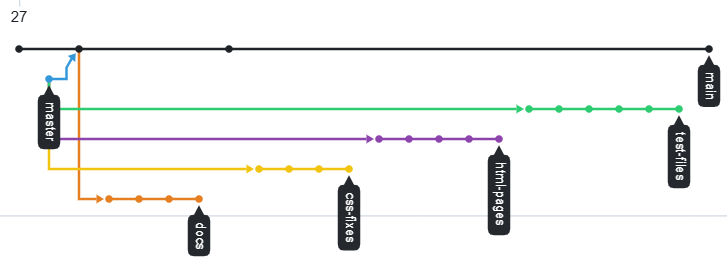 27
main
master
test-files
html-pages
css-fixes
docs